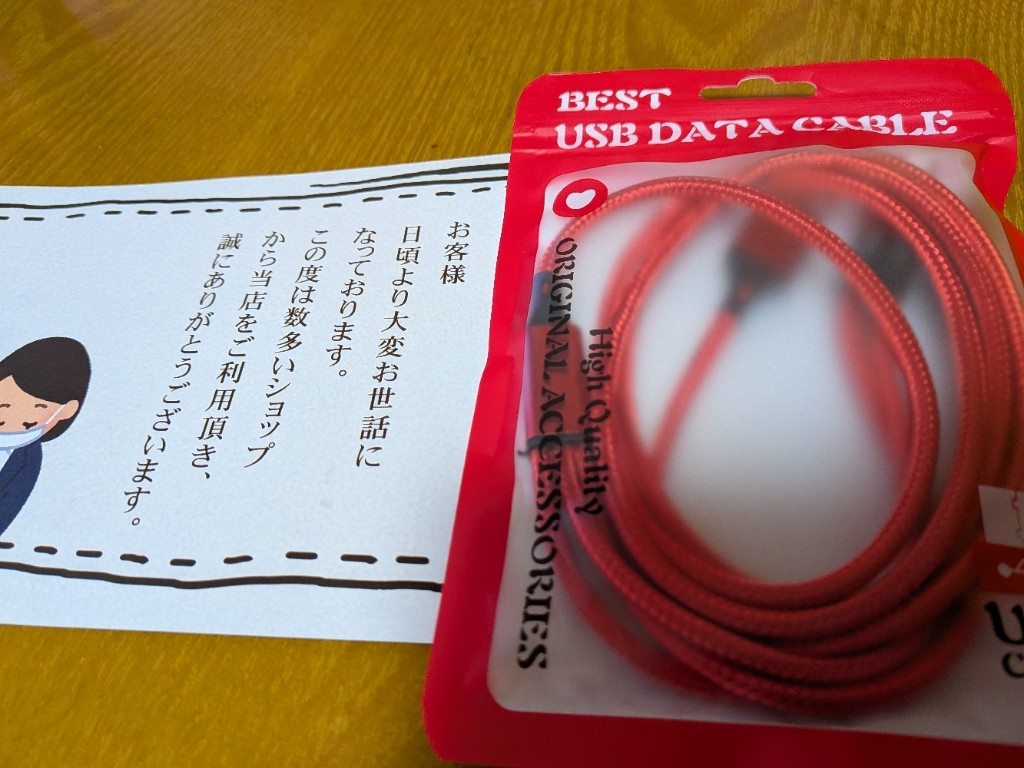 お客様
日頃より大変お世話に
なっております。
この度は数多いショップ
から当店をご利用頂き、
誠にありがとうございます。
BEST
USB DATA CABLE
ORIGINAL ACCESSORIES
High Quality